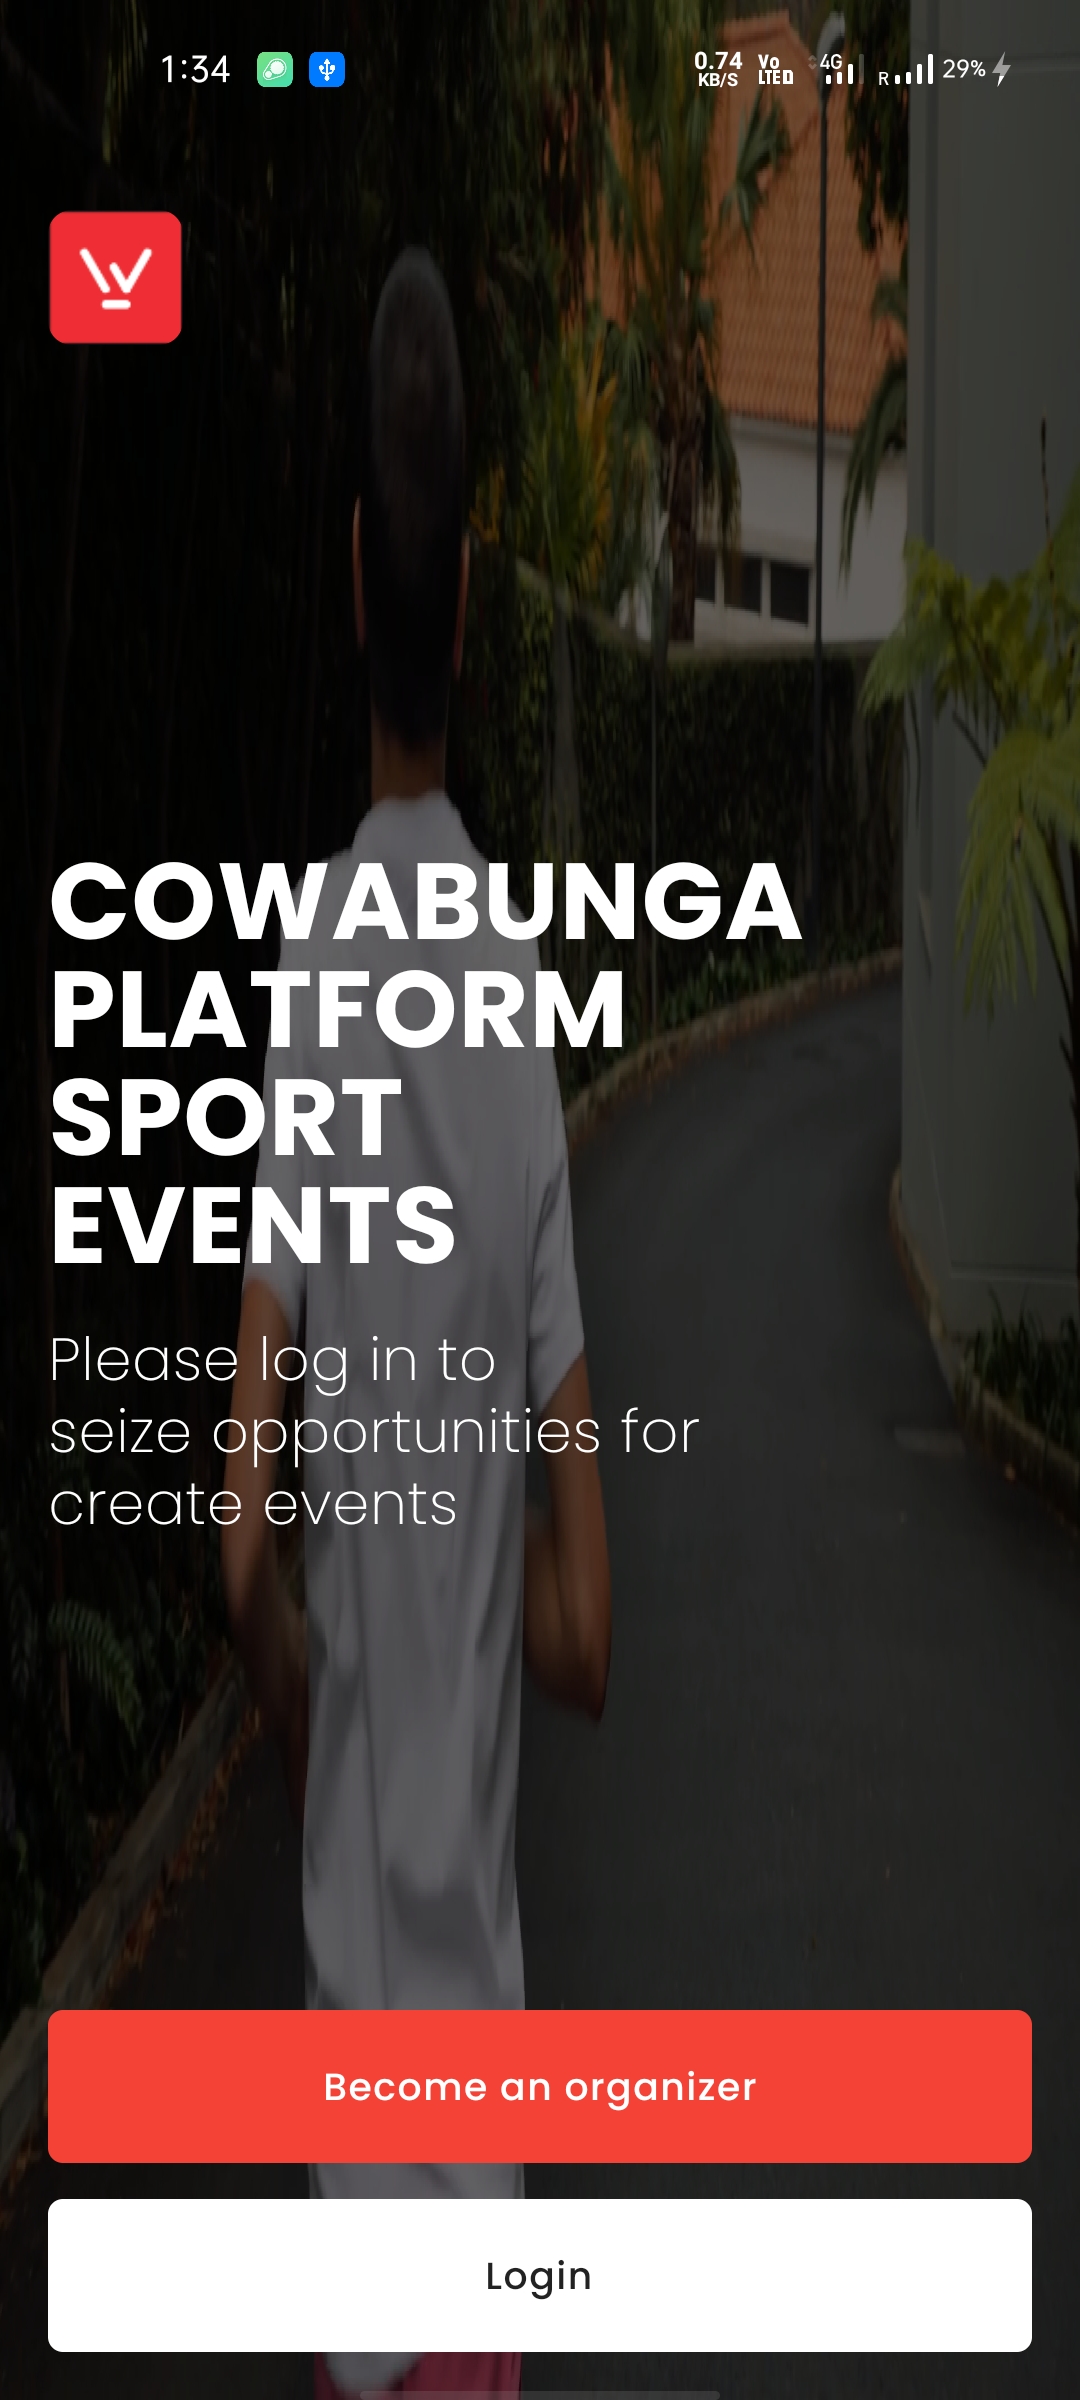 1:34
0.74 KB/S Vo LTE 4G R 29%
COWABUNGA
PLATFORM
SPORT
EVENTS
Please log in to
seize opportunities for
create events
Become an organizer
Login